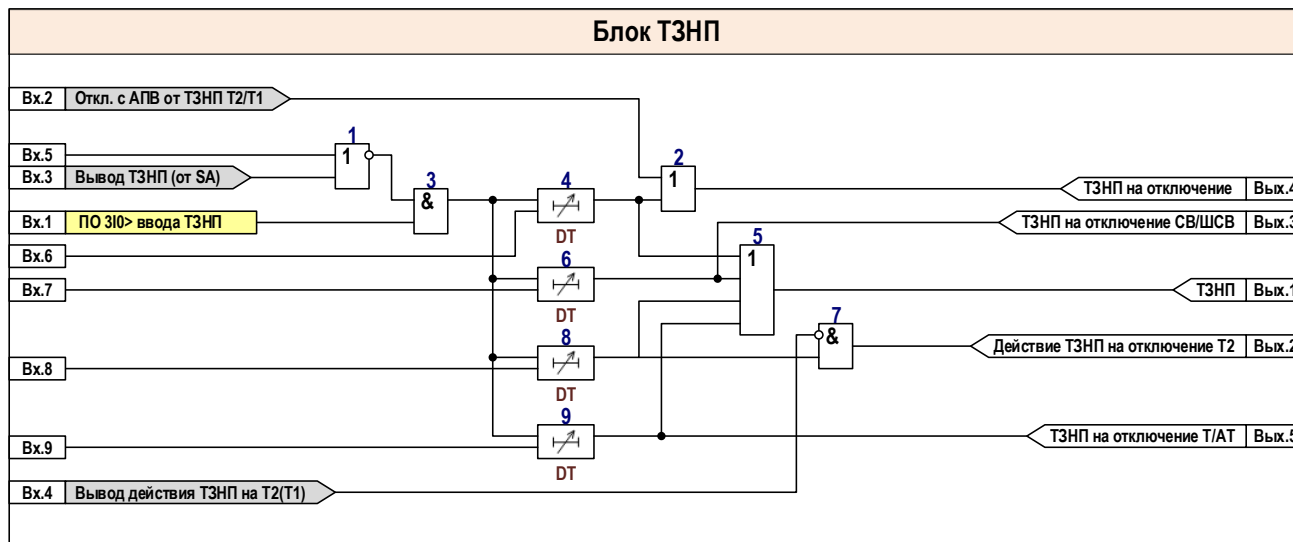 Блок ТЗНП
Вх.2 Откл. с АПВ от ТЗНП Т2/Т1
1
Вх.5
1
2
Вх.3 Вывод ТЗНП (от SA)
3
1
ТЗНП на отключение Вых.4
&
4
Вх.1 ПО 3I0> ввода ТЗНП
ТЗНП на отключение СВ/ШСВ Вых.3
DT
5
Вх.6
6
1
Вх.7
ТЗНП Вых.1
DT
7
8
&
Действие ТЗНП на отключение Т2 Вых.2
Вх.8
DT
9
ТЗНП на отключение Т/АТ Вых.5
Вх.9
DT
Вх.4 Вывод действия ТЗНП на Т2(Т1)